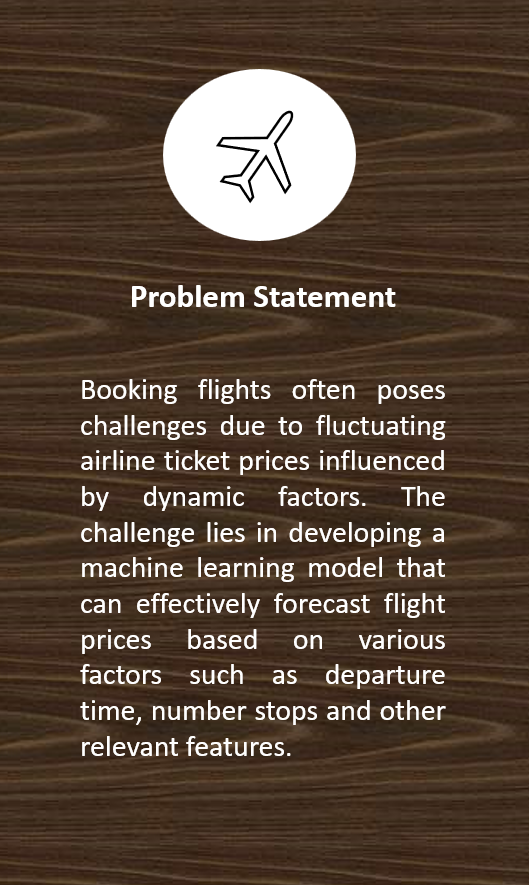 Problem Statement
Booking flights often poses
challenges due to fluctuating
airline ticket prices influenced
by dynamic factors. The
challenge lies in developing a
machine learning model that
can effectively forecast flight
prices based on various
factors such as departure
time, number stops and other
relevant features.